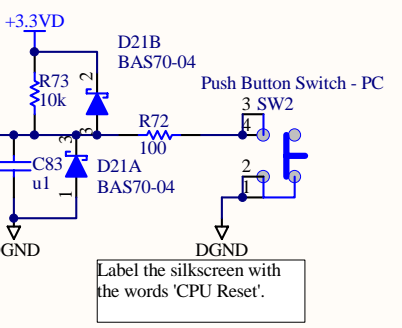 +3.3VD
D21B
BAS70-04
2
R73
10k
Push Button Switch - PC
3 SW2
4
R72
100
3
3
C83
u1
D21A
BAS70-04
1
2
1
GND
DGND
Label the silkscreen with
the words 'CPU Reset'.